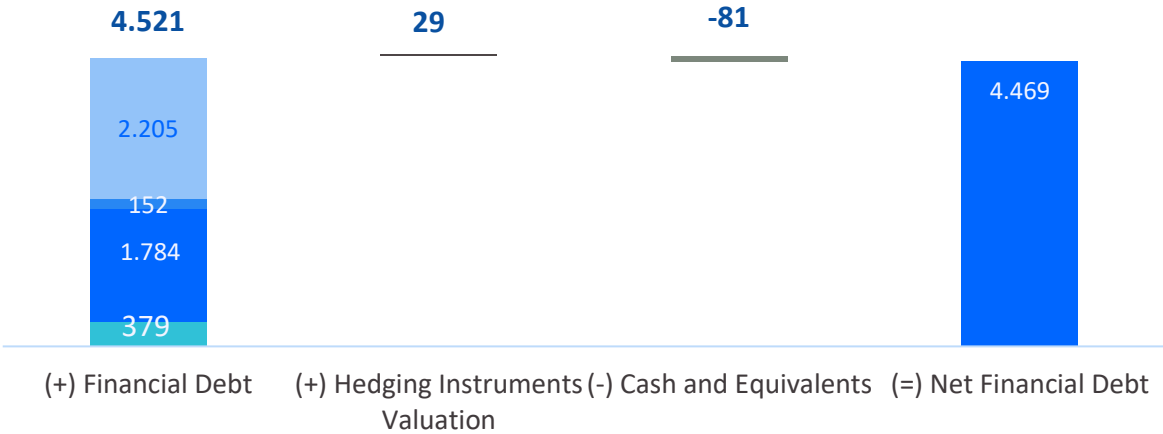 4.521
29
-81
2.205
152
1.784
379
4.469
(+) Financial Debt
(+) Hedging Instruments
Valuation
(-) Cash and Equivalents
(=) Net Financial Debt